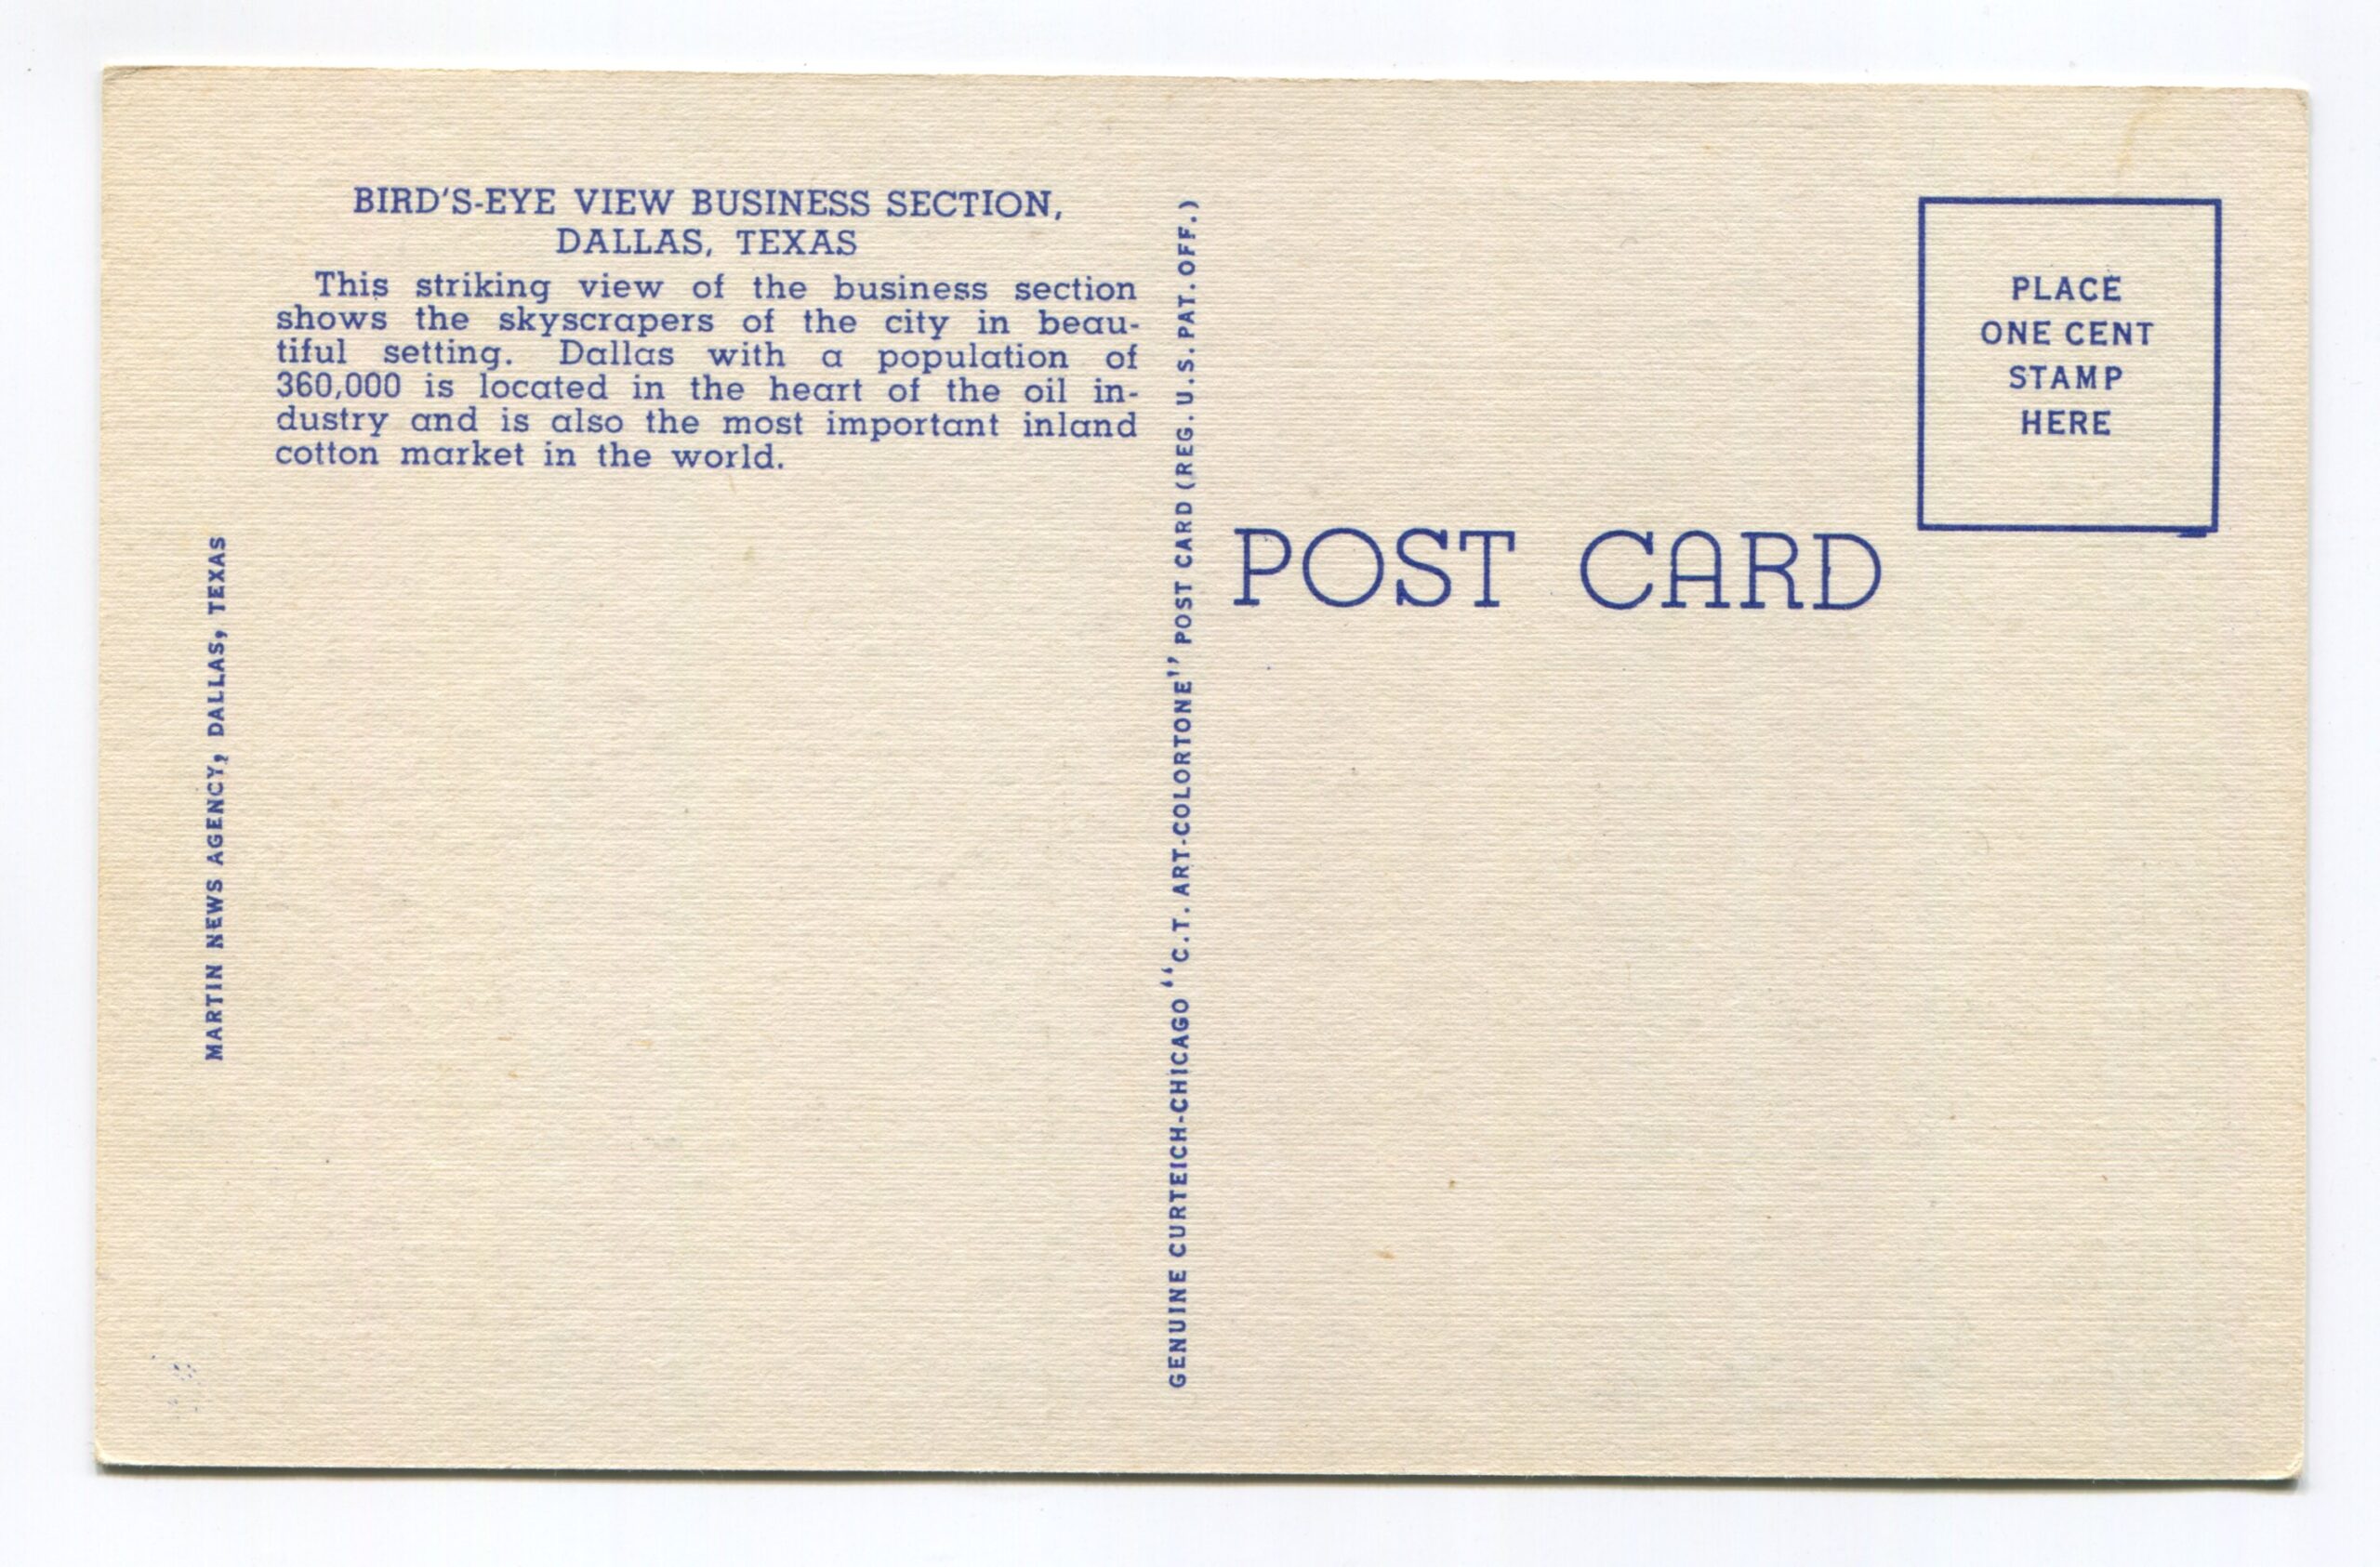 BIRD'S-EYE VIEW BUSINESS SECTION,
DALLAS, TEXAS
This striking view of the business section
shows the skyscrapers of the city in beau-
tiful setting. Dallas with a population of
360,000 is located in the heart of the oil in-
dustry and is also the most important inland
cotton market in the world.
MARTIN NEWS AGENCY, DALLAS, TEXAS
GENUINE CURTEICH-CHICAGO "C.T. ART-COLORTONE" POST CARD (REG. U.S. PAT. OFF.)
POST CARD
PLACE
ONE CENT
STAMP
HERE